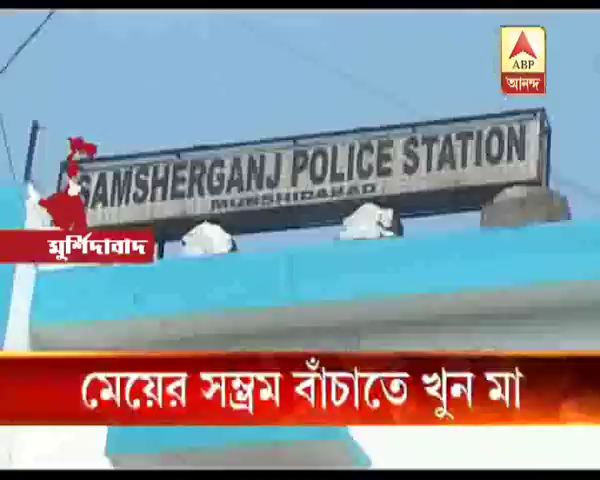 ABP
আনন্দ
SAMSHERGANJ POLICE STATION
MURSHIDABAD
মুর্শিদাবাদ
মেয়ের সম্ভ্রম বাঁচাতে খুন মা